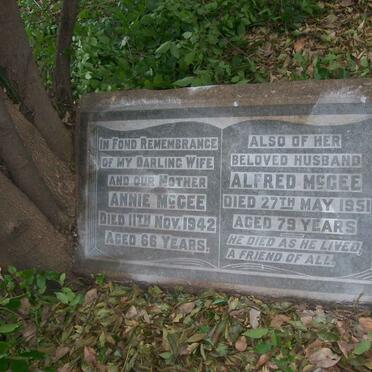 In Fond Remembrance
of my Darling Wife
and our Mother
Annie McGee
Died 11th Nov. 1942
Aged 66 Years.
Also of her
Beloved Husband
Alfred McGee
Died 27th May 1951
Aged 79 Years
He died as he lived,
a friend of all.